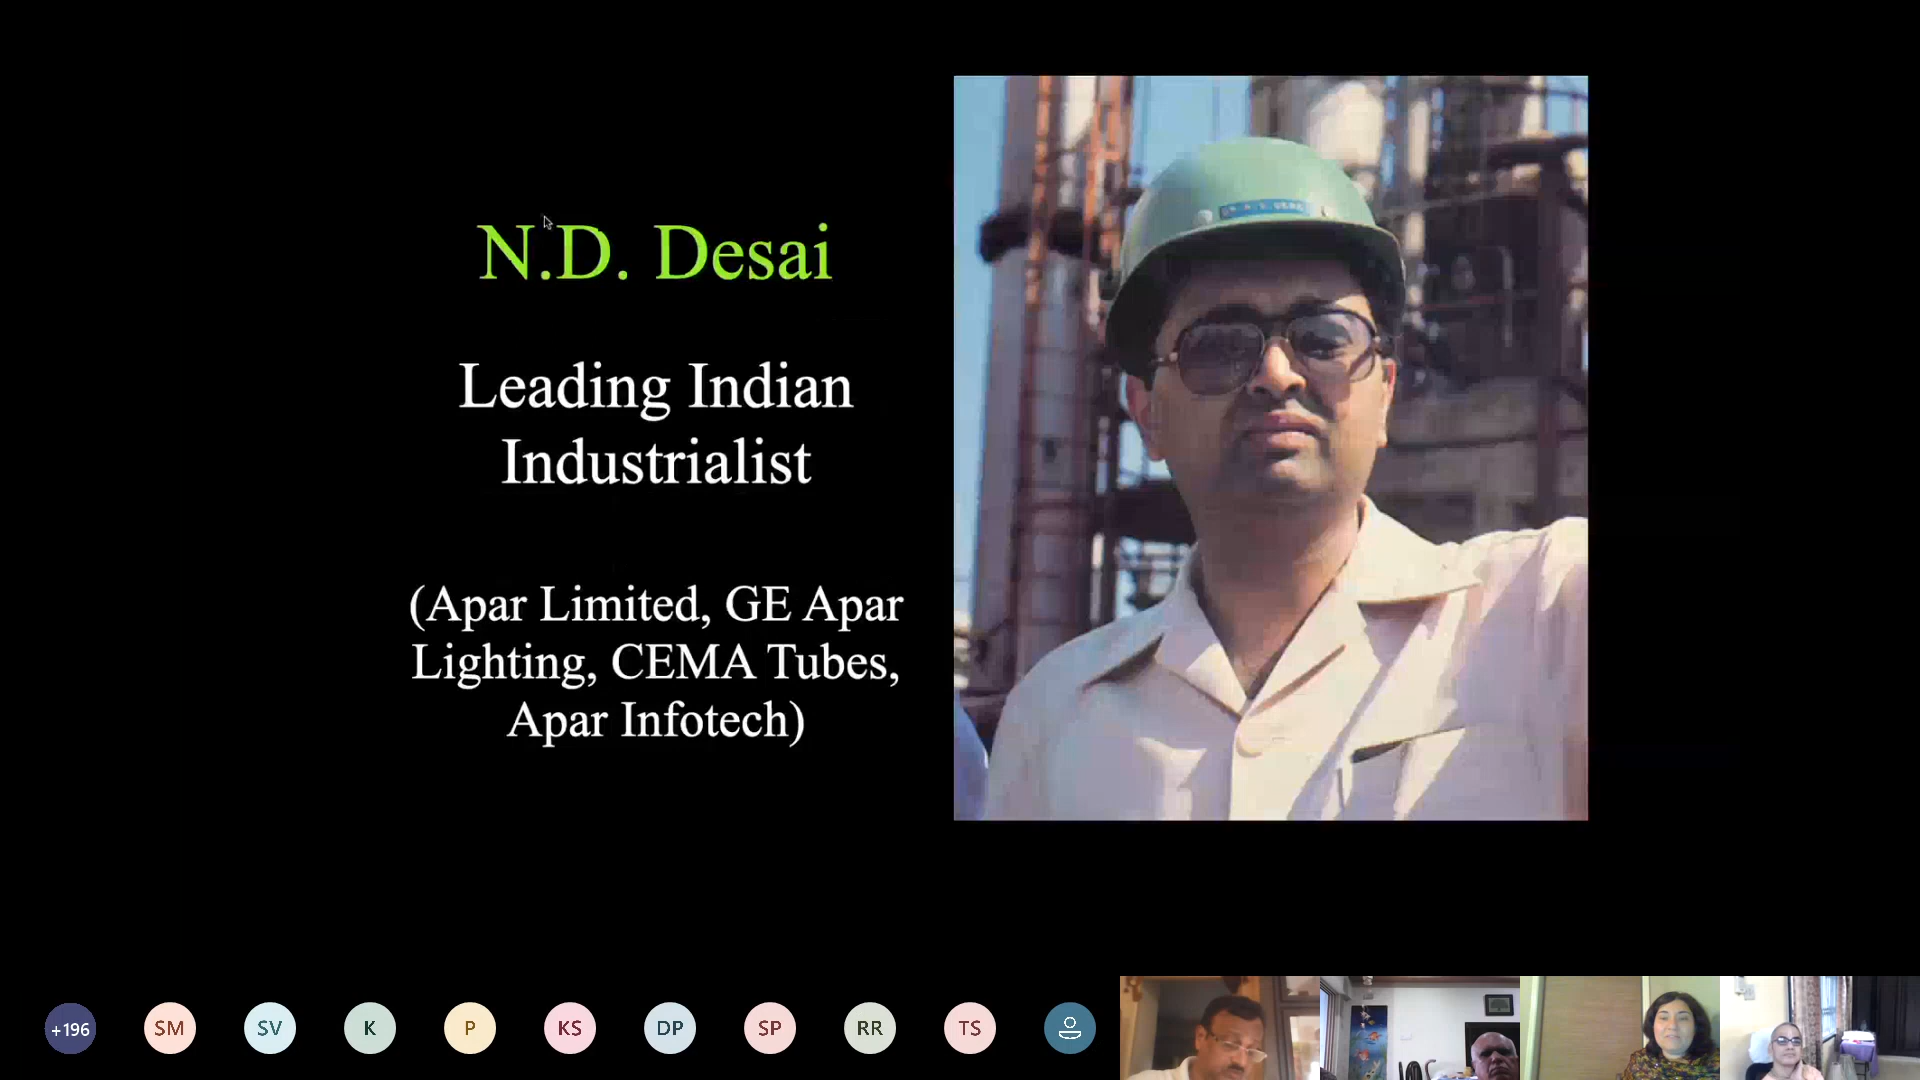 N.D. Desai
Leading Indian
Industrialist
(Apar Limited, GE Apar
Lighting, CEMA Tubes,
Apar Infotech)
+196
SM
SV
K
P
KS
DP
SP
RR
TS